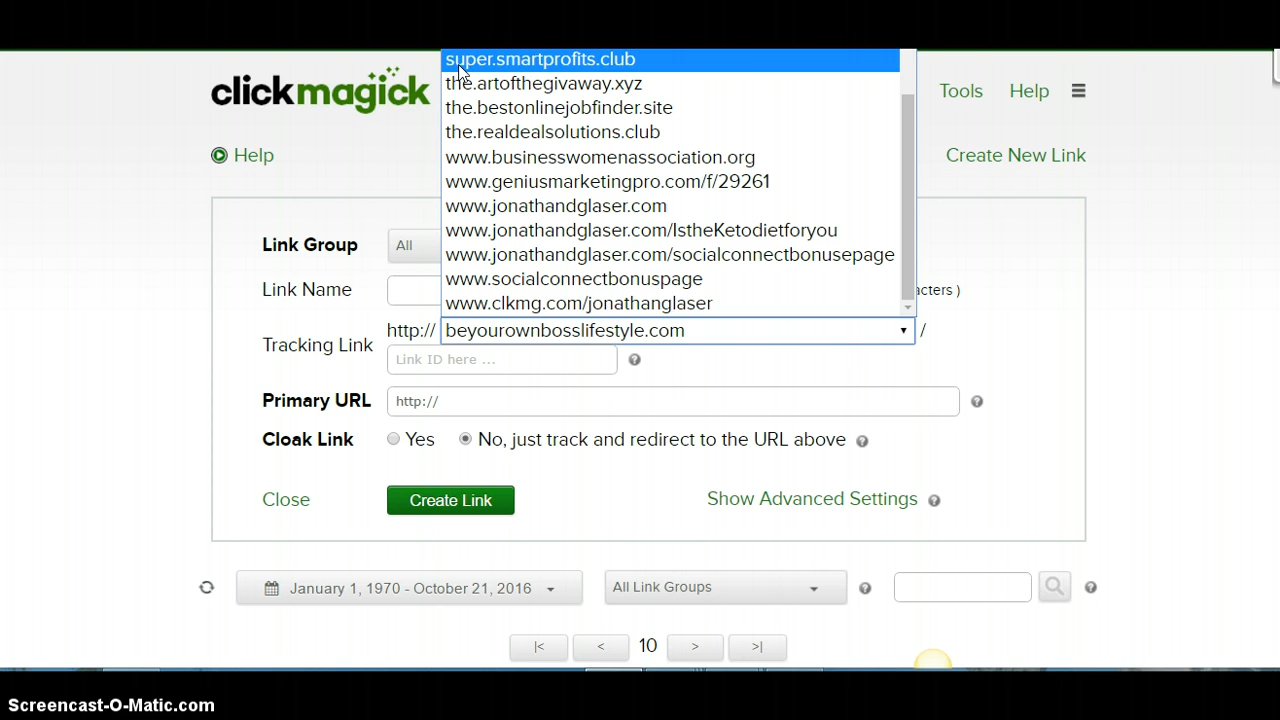 super.smartprofits.club
clickmagick
the.artofthegivaway.xyz
Tools
Help
the.bestonlinejobfinder.site
the.realdealsolutions.club
Help
www.businesswomenassociation.org
Create New Link
www.geniusmarketingpro.com/f/29261
www.jonathandglaser.com
www.jonathandglaser.com/IstheKetodietforyou
Link Group
All
www.jonathandglaser.com/socialconnectbonusepage
www.socialconnectbonuspage
Link Name
acters )
www.clkmg.com/jonathanglaser
Tracking Link
http://
beyourownbosslifestyle.com
/
Link ID here ...
Primary URL
http://
Cloak Link
Yes
No, just track and redirect to the URL above
Close
Create Link
Show Advanced Settings
January 1, 1970 - October 21, 2016
All Link Groups
|<
<
10
>
>|
Screencast-O-Matic.com